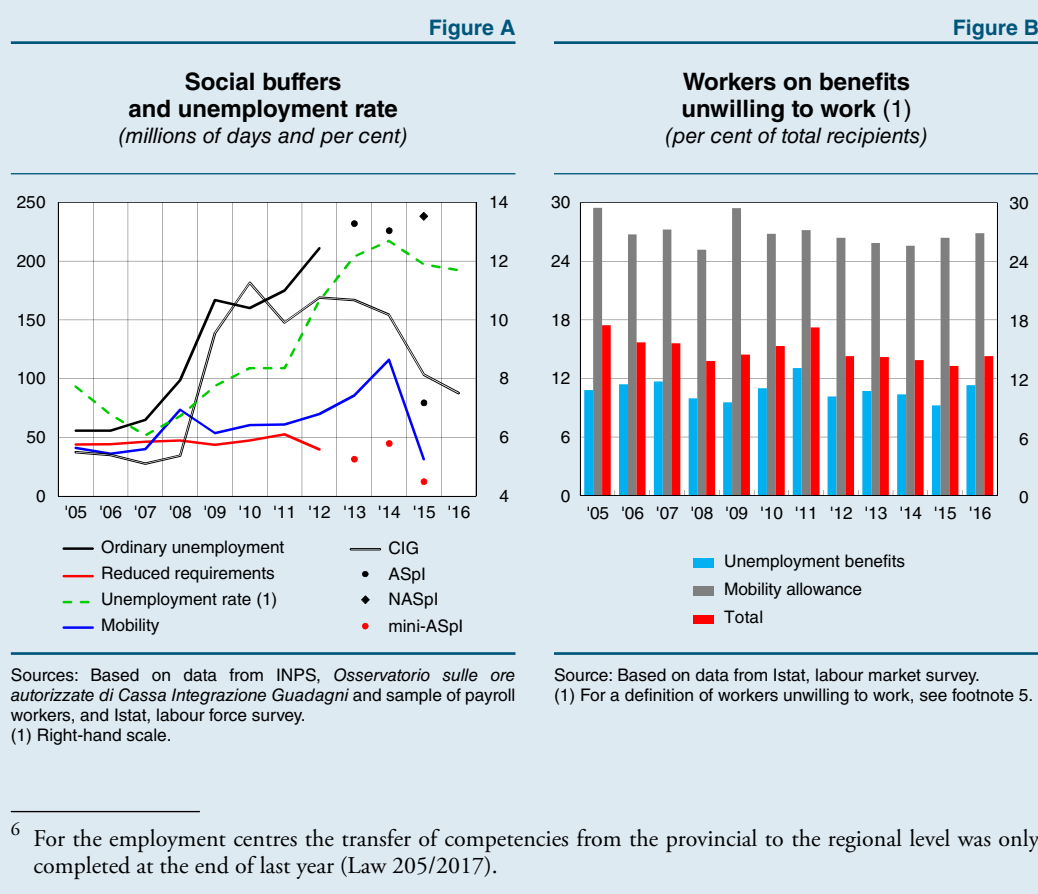 Figure A
Social buffers
and unemployment rate
(millions of days and per cent)
250
200
150
100
50
0
14
12
10
8
6
4
'05 '06 '07 '08 '09 '10 '11 '12 '13 '14 '15 '16
Ordinary unemployment
Reduced requirements
Unemployment rate (1)
Mobility
CIG
ASpI
NASpI
mini-ASpI
Sources: Based on data from INPS, Osservatorio sulle ore
autorizzate di Cassa Integrazione Guadagni and sample of payroll
workers, and Istat, labour force survey.
(1) Right-hand scale.
Figure B
Workers on benefits
unwilling to work (1)
(per cent of total recipients)
30
24
18
12
6
0
30
24
18
12
6
0
'05 '06 '07 '08 '09 '10 '11 '12 '13 '14 '15 '16
Unemployment benefits
Mobility allowance
Total
Source: Based on data from Istat, labour market survey.
(1) For a definition of workers unwilling to work, see footnote 5.
6 For the employment centres the transfer of competencies from the provincial to the regional level was only
completed at the end of last year (Law 205/2017).